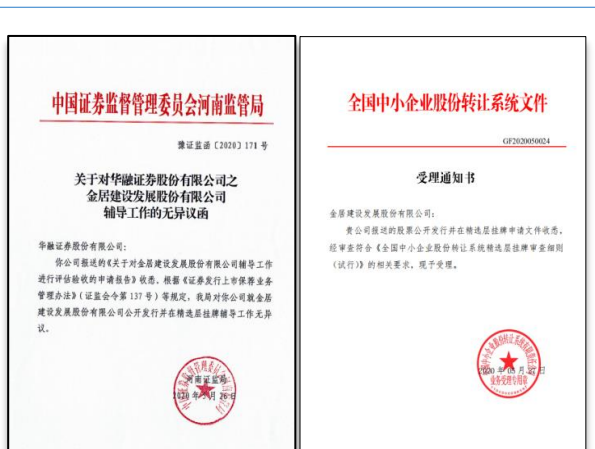 中国证券监督管理委员会河南监管局
豫证监函〔2020〕171 号
关于对华融证券股份有限公司之
金居建设发展股份有限公司
辅导工作的无异议函
华融证券股份有限公司:
你公司报送的《关于对金居建设发展股份有限公司辅导工作
进行评估验收的申请报告》收悉。根据《证券发行上市保荐业务
管理办法》(证监会令第 137 号)等规定,我局对你公司就金居
建设发展股份有限公司公开发行并在精选层挂牌辅导工作无异
议。
河南证监局
2020 年 月 26 日
全国中小企业股份转让系统文件
GF2020050024
受理通知书
金居建设发展股份有限公司:
贵公司报送的股票公开发行并在精选层挂牌申请文件收悉,
经审查符合《全国中小企业股份转让系统精选层挂牌审查细则
(试行)》的相关要求,现予受理。
2020 年 05 月 27 日
业务受理专用章